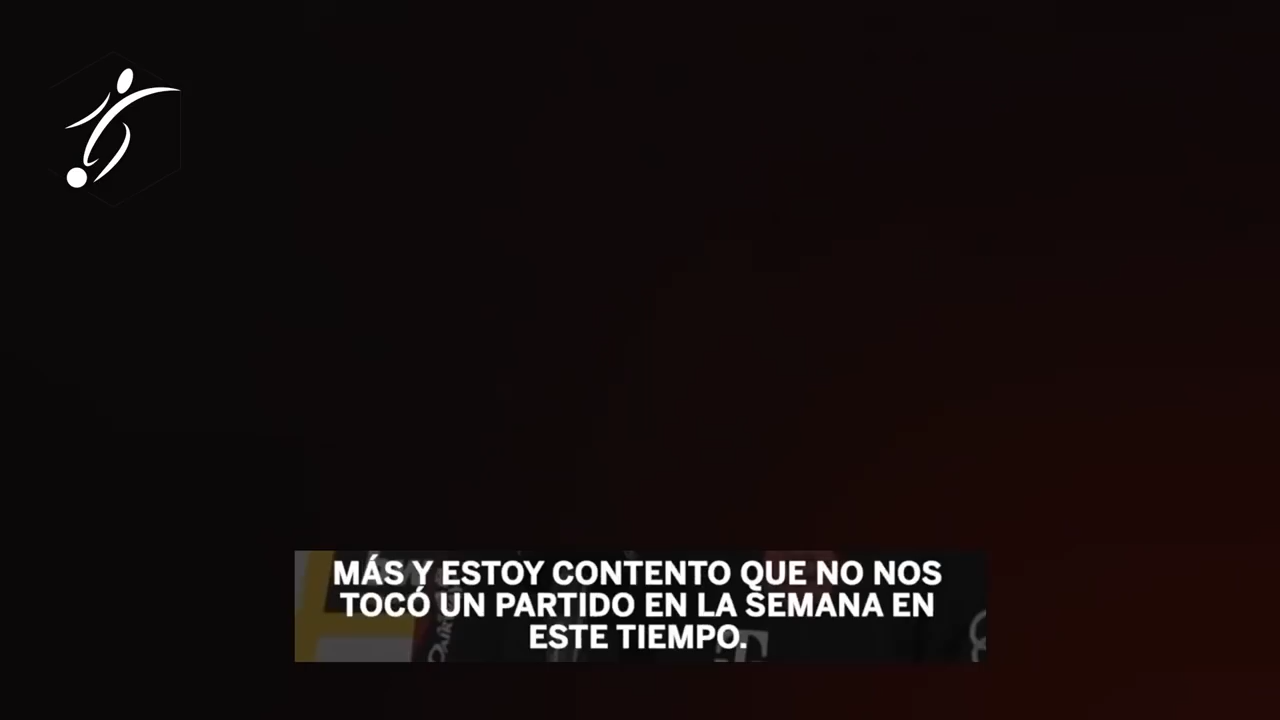 MÁS Y ESTOY CONTENTO QUE NO NOS
TOCÓ UN PARTIDO EN LA SEMANA EN
ESTE TIEMPO.